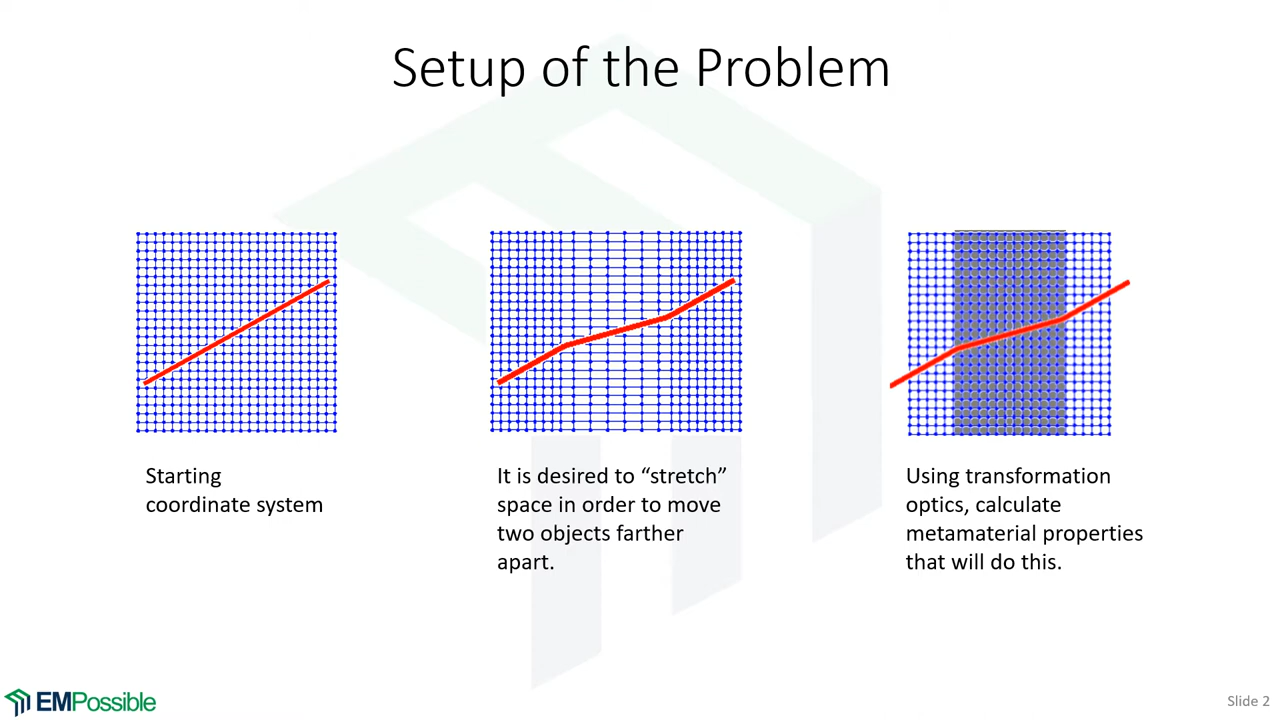 Setup of the Problem
Starting
coordinate system
It is desired to “stretch”
space in order to move
two objects farther
apart.
Using transformation
optics, calculate
metamaterial properties
that will do this.
EMPossible
Slide 2